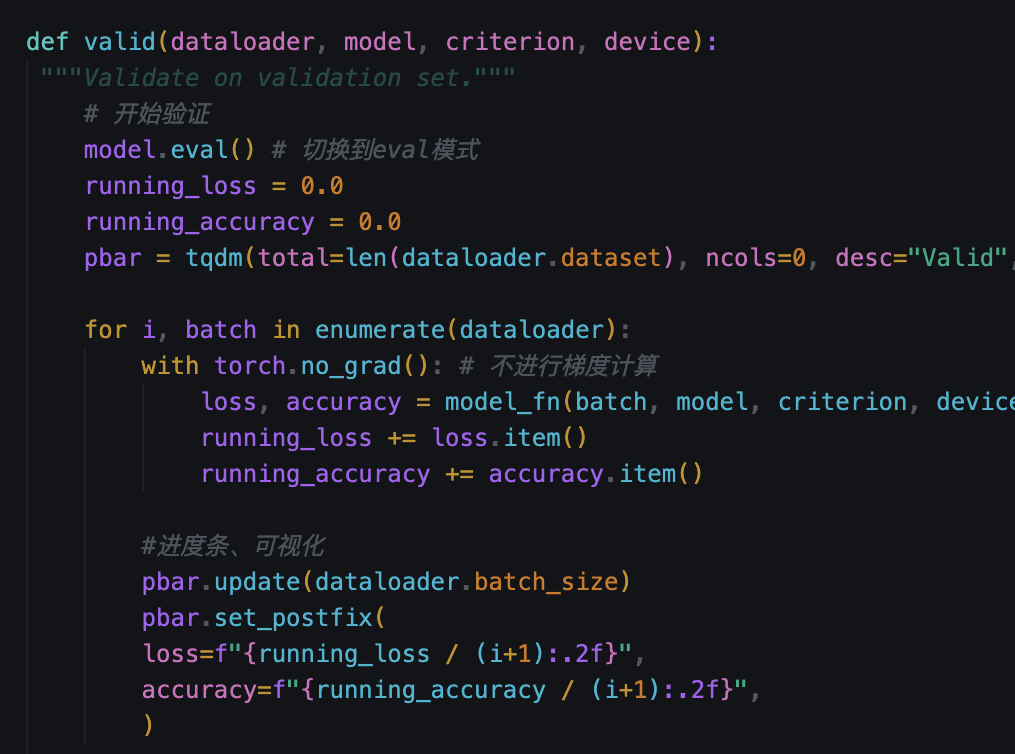 def valid(dataloader, model, criterion, device):
"""Validate on validation set."""
# 开始验证
model.eval() # 切换到eval模式
running_loss = 0.0
running_accuracy = 0.0
pbar = tqdm(total=len(dataloader.dataset), ncols=0, desc="Valid",
for i, batch in enumerate(dataloader):
with torch.no_grad(): # 不进行梯度计算
loss, accuracy = model_fn(batch, model, criterion, device
running_loss += loss.item()
running_accuracy += accuracy.item()
#进度条、可视化
pbar.update(dataloader.batch_size)
pbar.set_postfix(
loss=f"{running_loss / (i+1):.2f}",
accuracy=f"{running_accuracy / (i+1):.2f}",
)